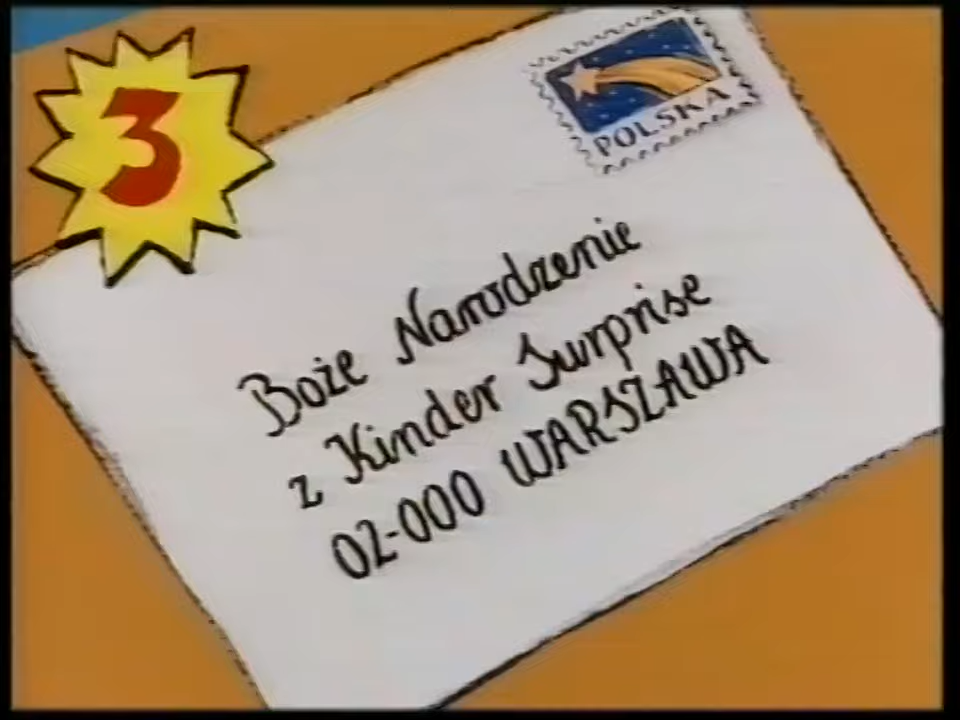 3
POLSKA
Boże Narodzenie
z Kinder Surprise
02-000 WARSZAWA